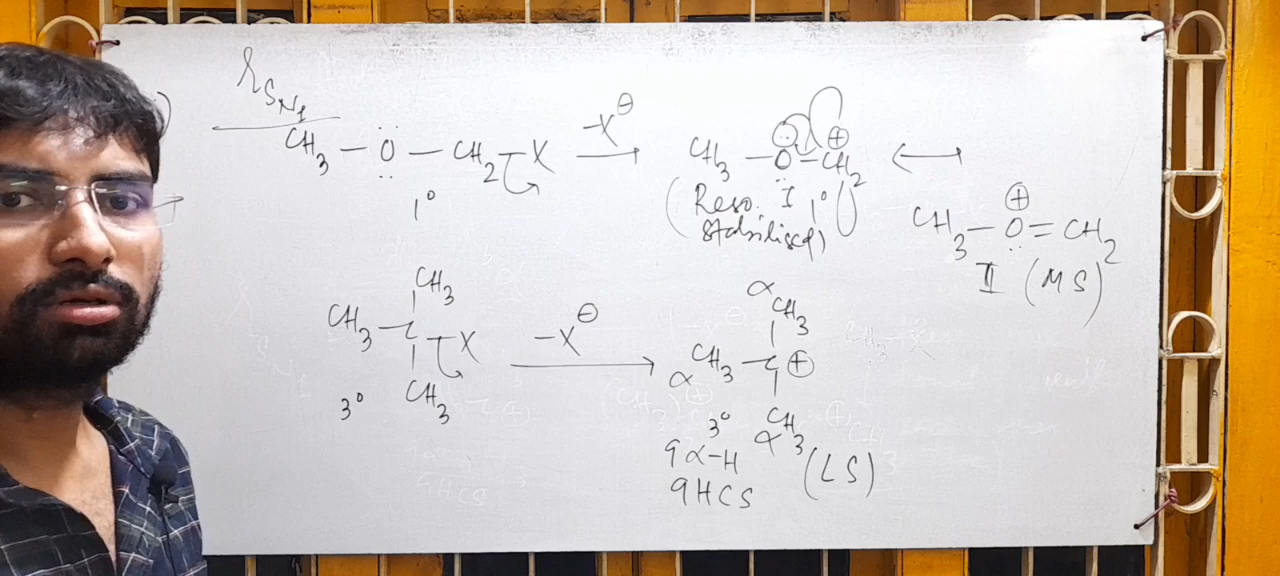 r SN1
CH3 — Ö — CH2 — X —X⊖→ CH3 — Ö — CH2⊕ ↔
1°
(Reso. I 1°
stabilised)
CH3 — O⊕ = CH2
II (MS)
CH3
CH3 — C — X —X⊖→
CH3
3°
α CH3
CH3 — C ⊕
α
CH3
α
3°
9α-H (LS)
9HCS